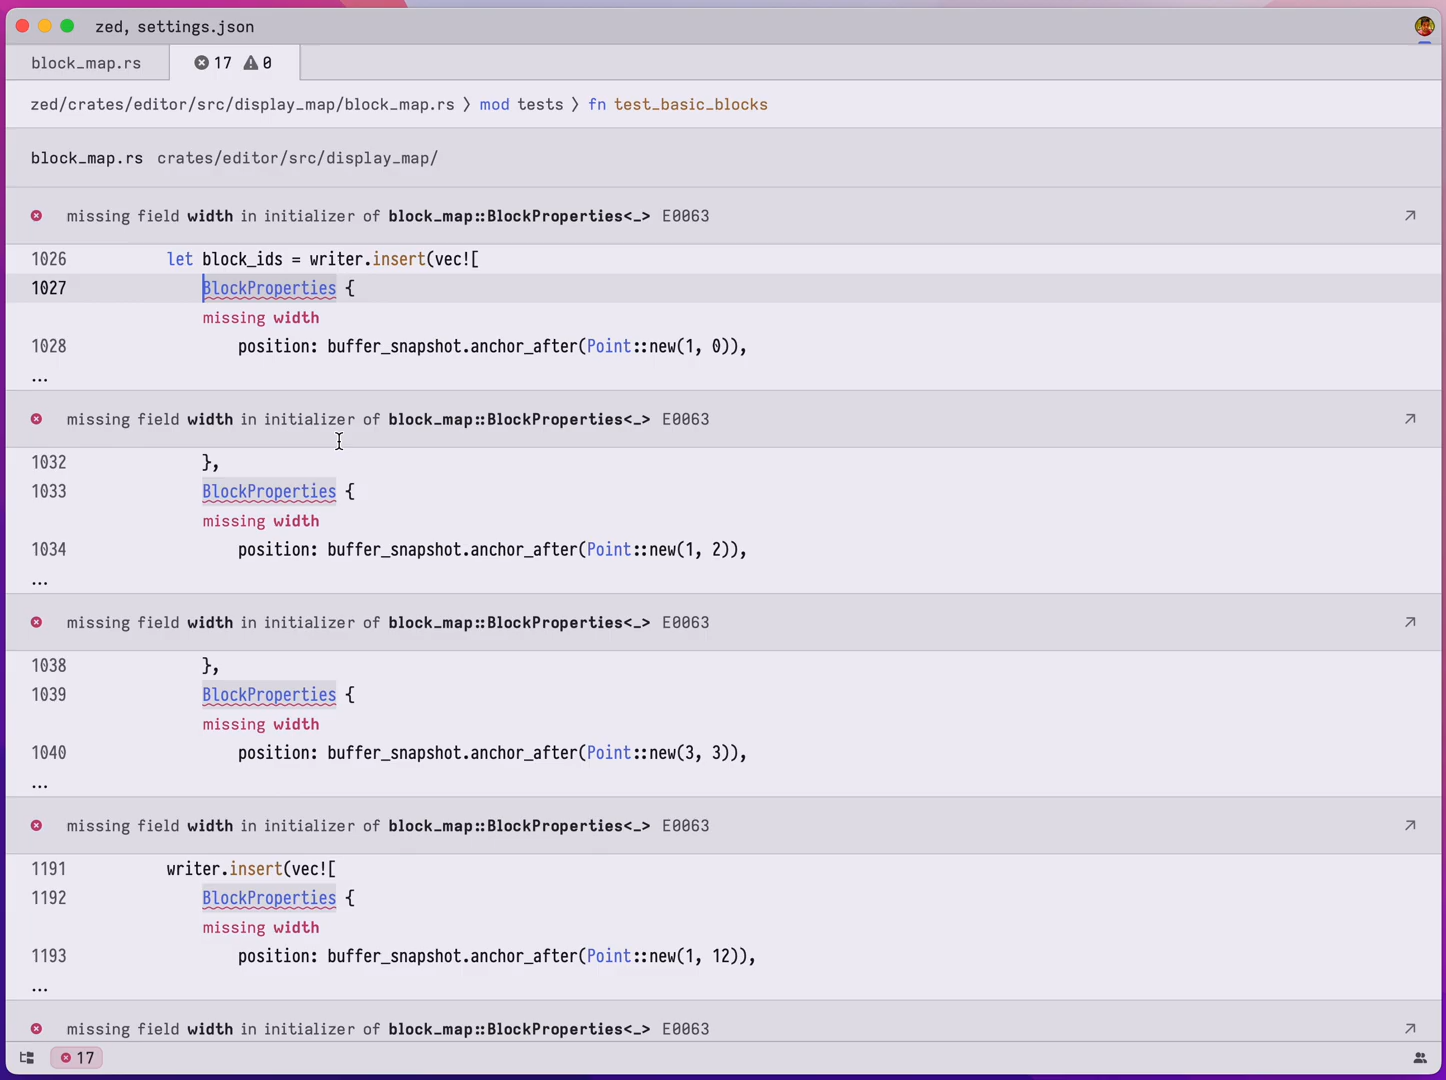 zed, settings.json
block_map.rs
17 0
zed/crates/editor/src/display_map/block_map.rs 〉 mod tests 〉 fn test_basic_blocks
block_map.rs crates/editor/src/display_map/
missing field width in initializer of block_map::BlockProperties<_> E0063
1026 let block_ids = writer.insert(vec![
1027 BlockProperties {
missing width
1028 position: buffer_snapshot.anchor_after(Point::new(1, 0)),
...
missing field width in initializer of block_map::BlockProperties<_> E0063
1032 },
1033 BlockProperties {
missing width
1034 position: buffer_snapshot.anchor_after(Point::new(1, 2)),
...
missing field width in initializer of block_map::BlockProperties<_> E0063
1038 },
1039 BlockProperties {
missing width
1040 position: buffer_snapshot.anchor_after(Point::new(3, 3)),
...
missing field width in initializer of block_map::BlockProperties<_> E0063
1191 writer.insert(vec![
1192 BlockProperties {
missing width
1193 position: buffer_snapshot.anchor_after(Point::new(1, 12)),
...
missing field width in initializer of block_map::BlockProperties<_> E0063
17